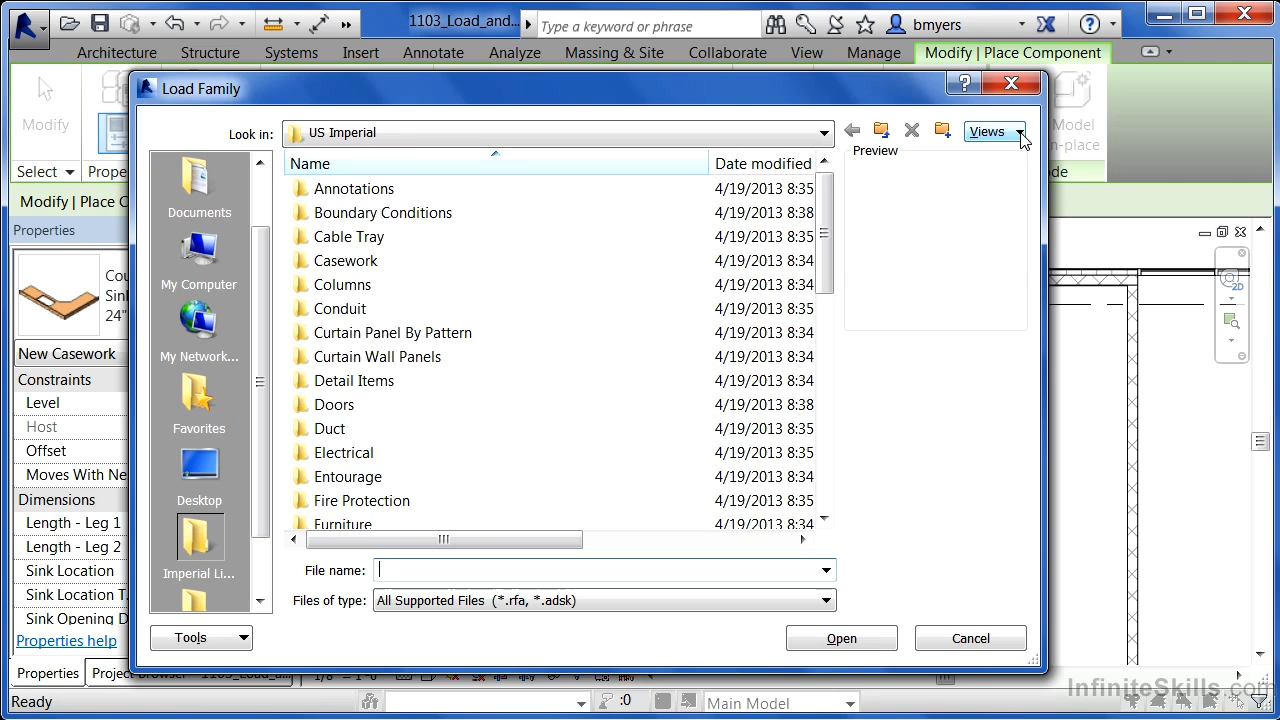 1103_Load_and...
Type a keyword or phrase
bmyers
Architecture
Structure
Systems
Insert
Annotate
Analyze
Massing & Site
Collaborate
View
Manage
Modify | Place Component
Load Family
Modify
Model
n-place
Select
Prope
ode
Modify | Place C
Look in:
US Imperial
Views
Preview
Name
Date modified
Annotations 4/19/2013 8:35
Boundary Conditions 4/19/2013 8:38
Cable Tray 4/19/2013 8:35
Casework 4/19/2013 8:34
Columns 4/19/2013 8:34
Conduit 4/19/2013 8:35
Curtain Panel By Pattern 4/19/2013 8:34
Curtain Wall Panels 4/19/2013 8:34
Detail Items 4/19/2013 8:34
Doors 4/19/2013 8:38
Duct 4/19/2013 8:35
Electrical 4/19/2013 8:35
Entourage 4/19/2013 8:34
Fire Protection 4/19/2013 8:35
Furniture 4/19/2013 8:34
Documents
My Computer
My Network...
Favorites
Desktop
Imperial Li...
File name:
Files of type:
All Supported Files (*.rfa, *.adsk)
Tools
Open
Cancel
Properties
Cou
Sin
24"
New Casework
Constraints
Level
Host
Offset
Moves With Ne
Dimensions
Length - Leg 1
Length - Leg 2
Sink Location
Sink Location T
Sink Opening D
Properties help
Properties
2D
Ready
:0
Main Model
InfiniteSkills.com